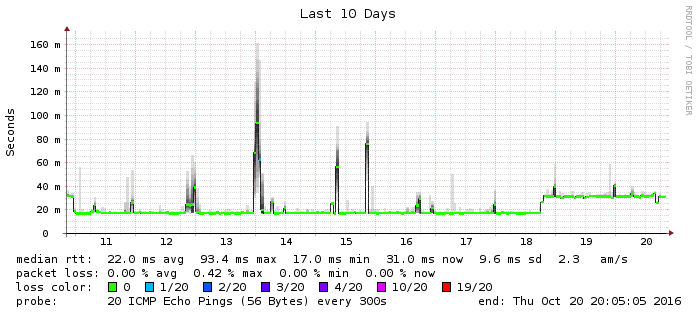 Last 10 Days
RRDTOOL / TOBI OETIKER
Seconds
160 m
140 m
120 m
100 m
80 m
60 m
40 m
20 m
0
11 12 13 14 15 16 17 18 19 20
median rtt: 22.0 ms avg 93.4 ms max 17.0 ms min 31.0 ms now 9.6 ms sd 2.3 am/s
packet loss: 0.00 % avg 0.42 % max 0.00 % min 0.00 % now
loss color: 0 1/20 2/20 3/20 4/20 10/20 19/20
probe: 20 ICMP Echo Pings (56 Bytes) every 300s end: Thu Oct 20 20:05:05 2016